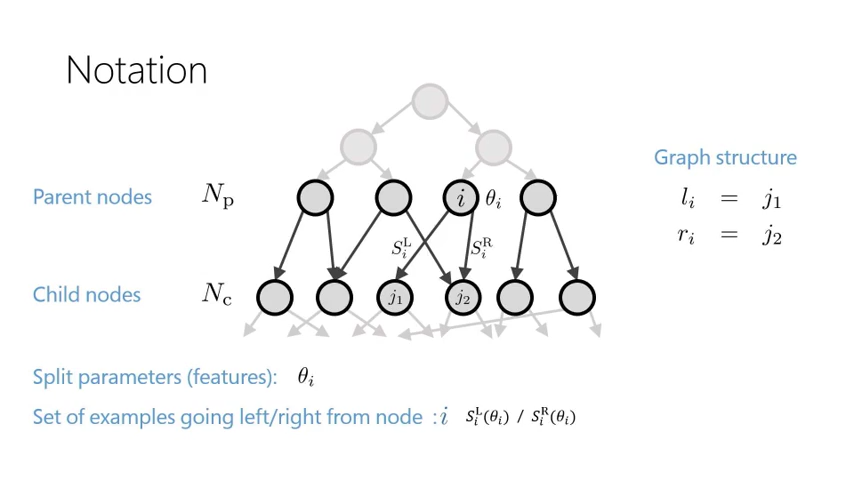 Notation
Graph structure
Parent nodes N_p i θ_i l_i = j_1
r_i = j_2
S_i^L S_i^R
Child nodes N_c j_1 j_2
Split parameters (features): θ_i
Set of examples going left/right from node : i S_i^L(θ_i) / S_i^R(θ_i)